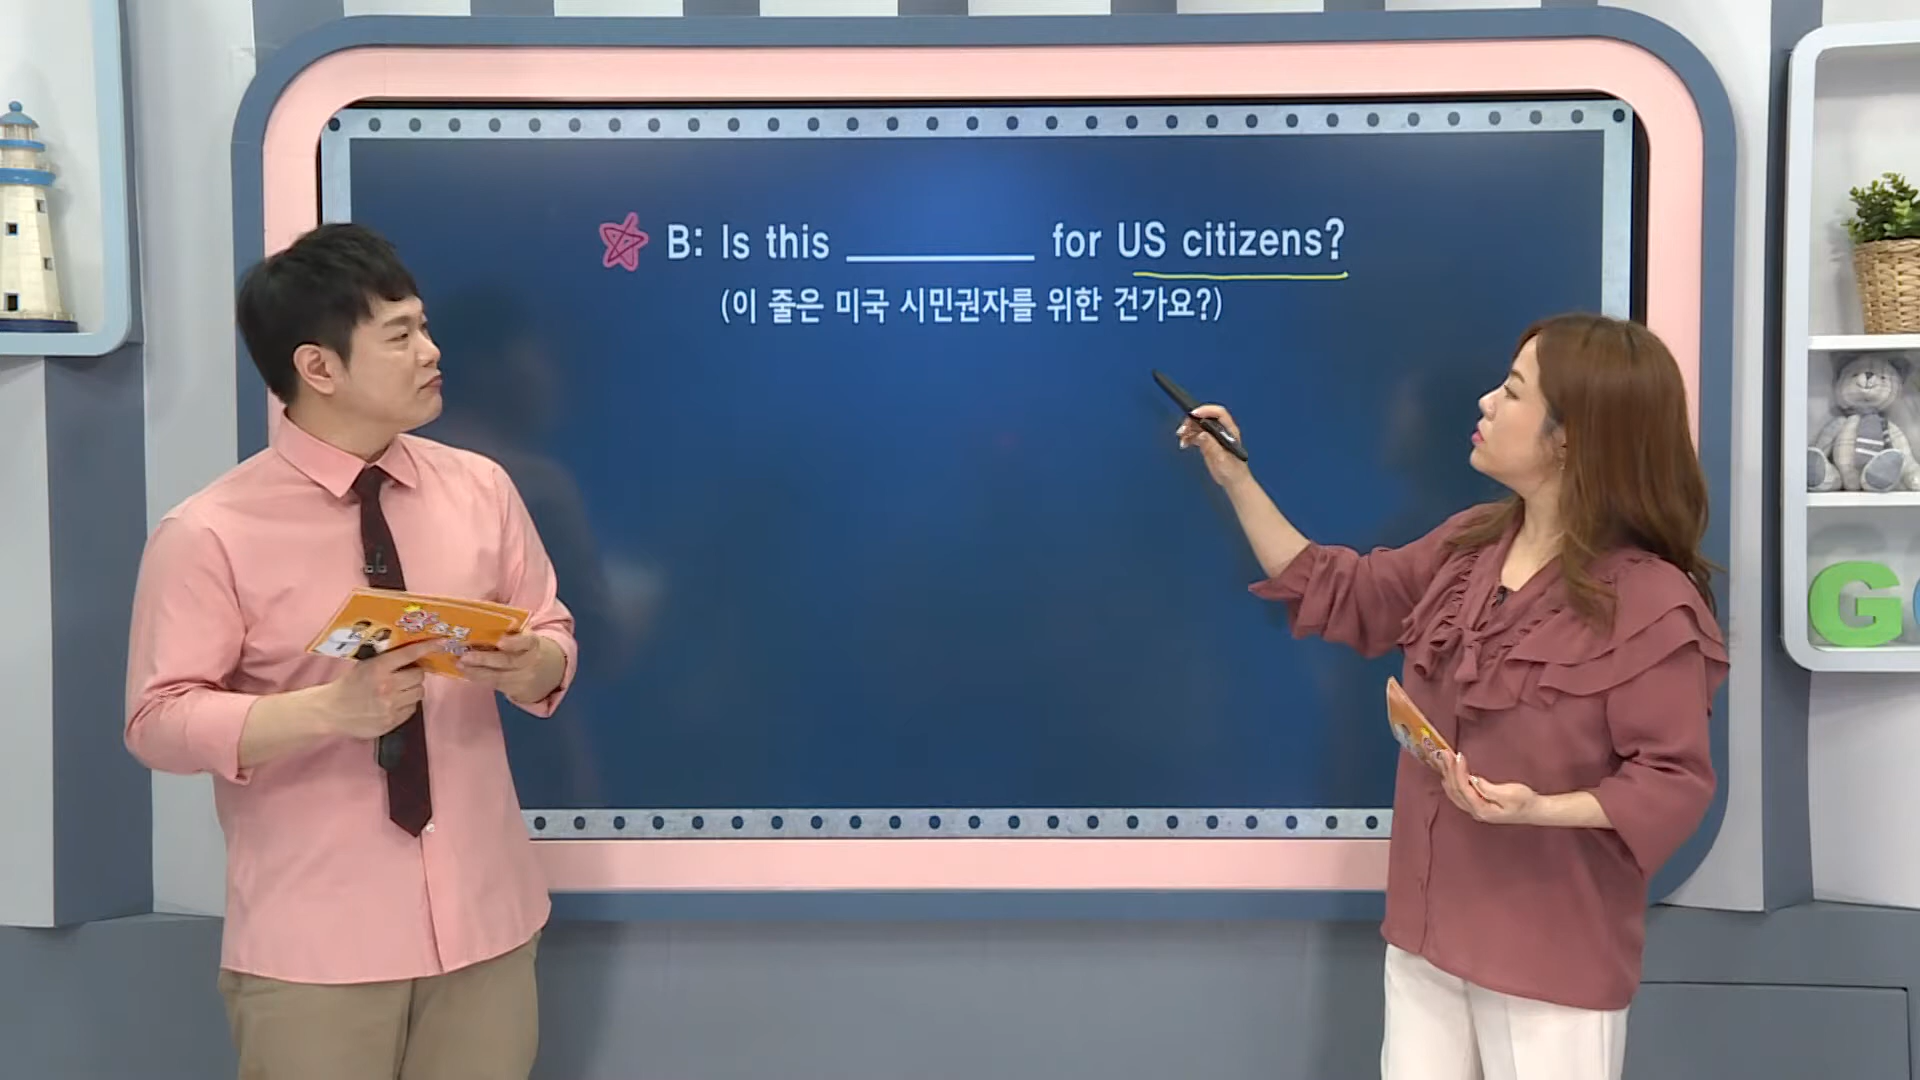 B: Is this ________ for US citizens?
(이 줄은 미국 시민권자를 위한 건가요?)
G